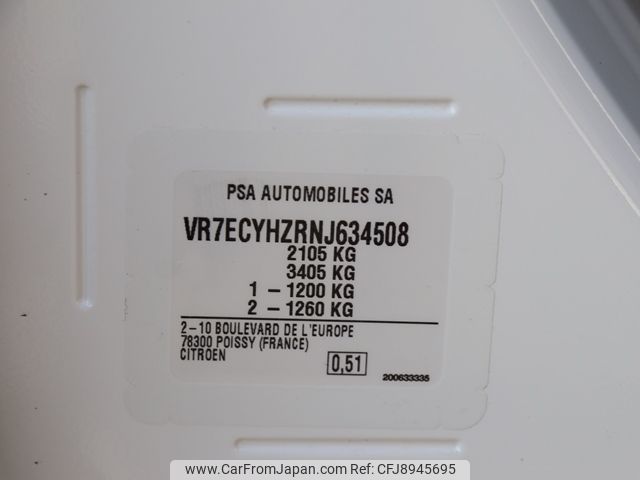 PSA AUTOMOBILES SA
VR7ECYHZRNJ634508
2105 KG
3405 KG
1 – 1200 KG
2 – 1260 KG
2–10 BOULEVARD DE L'EUROPE
78300 POISSY (FRANCE)
CITROEN
0,51
200633335
www.CarFromJapan.com - CFJ8945695